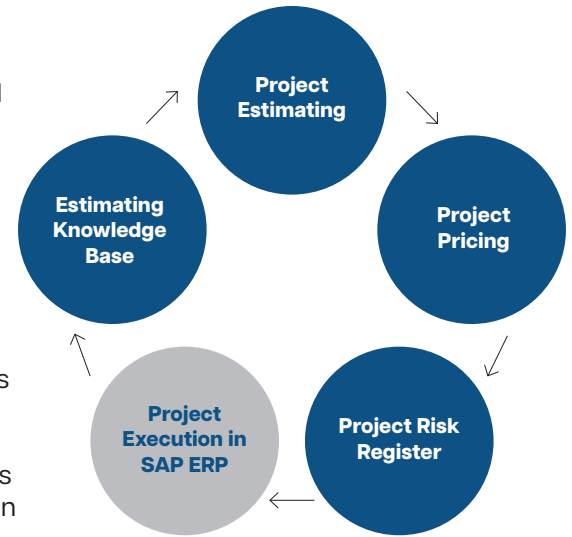 Project
Estimating
Estimating
Knowledge
Base
Project
Pricing
Project
Execution in
SAP ERP
Project Risk
Register